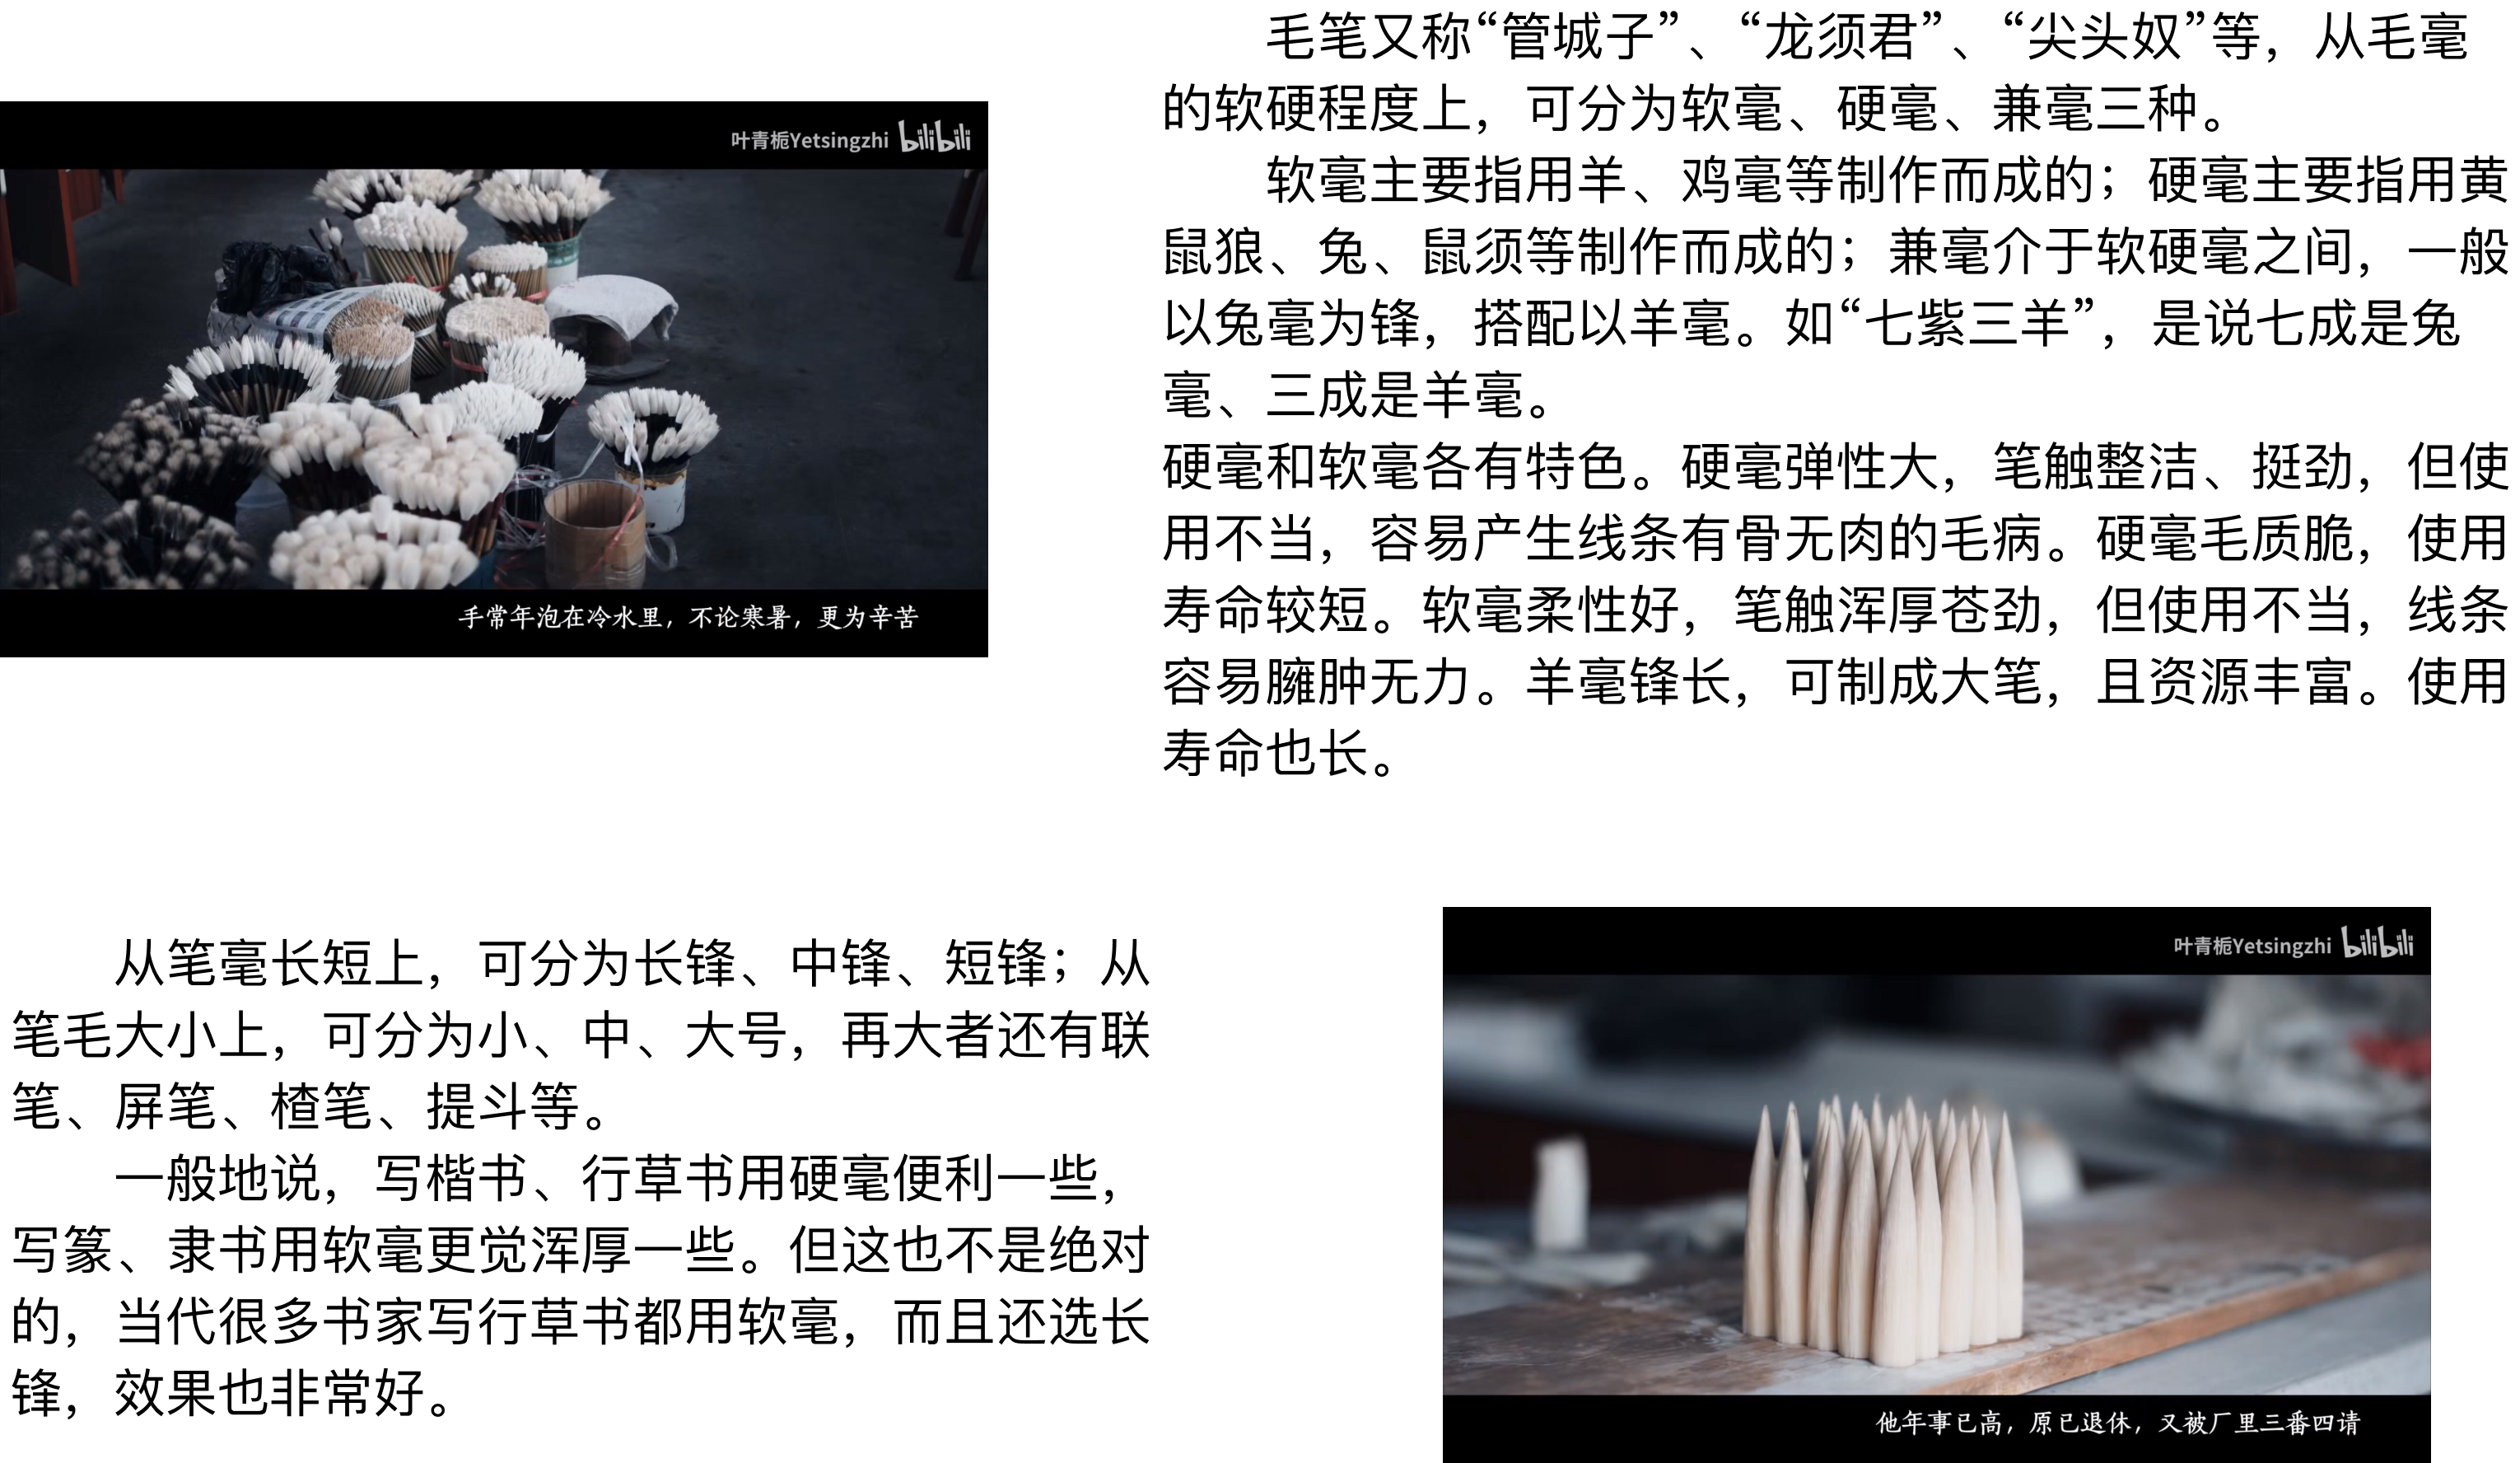 毛笔又称“管城子”、“龙须君”、“尖头奴”等，从毛毫
的软硬程度上，可分为软毫、硬毫、兼毫三种。
软毫主要指用羊、鸡毫等制作而成的；硬毫主要指用黄
鼠狼、兔、鼠须等制作而成的；兼毫介于软硬毫之间，一般
以兔毫为锋，搭配以羊毫。如“七紫三羊”，是说七成是兔
毫、三成是羊毫。
硬毫和软毫各有特色。硬毫弹性大，笔触整洁、挺劲，但使
用不当，容易产生线条有骨无肉的毛病。硬毫毛质脆，使用
寿命较短。软毫柔性好，笔触浑厚苍劲，但使用不当，线条
容易臃肿无力。羊毫锋长，可制成大笔，且资源丰富。使用
寿命也长。
叶青栀Yetsingzhi bilibili
手常年泡在冷水里，不论寒暑，更为辛苦
从笔毫长短上，可分为长锋、中锋、短锋；从
笔毛大小上，可分为小、中、大号，再大者还有联
笔、屏笔、楂笔、提斗等。
一般地说，写楷书、行草书用硬毫便利一些，
写篆、隶书用软毫更觉浑厚一些。但这也不是绝对
的，当代很多书家写行草书都用软毫，而且还选长
锋，效果也非常好。
叶青栀Yetsingzhi bilibili
他年事已高，原已退休，又被厂里三番四请